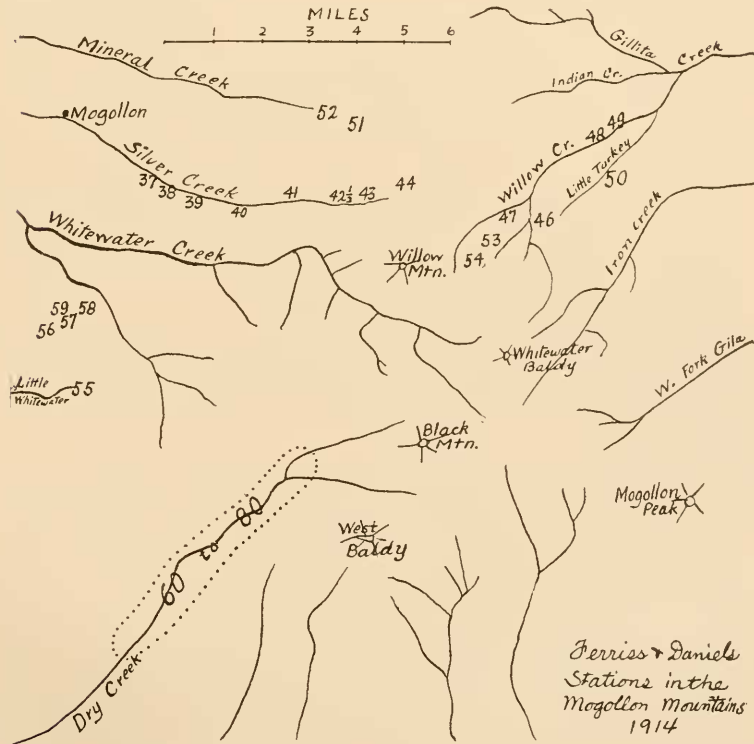 MILES
1 2 3 4 5 6
Gillita Creek
Mineral Creek
Indian Cr.
52
51
Mogollon
Silver Creek
48 49
Willow Cr.
Little Turkey
50
37
38
39
40
41
42⅓ 43
44
47
46
53
54
Iron Creek
Whitewater Creek
Willow
Mtn.
59 58
56 57
Whitewater
Baldy
W. Fork Gila
Little
Whitewater
55
Black
Mtn.
Mogollon
Peak
West
Baldy
60 to 80
Dry Creek
Ferriss & Daniels
Stations in the
Mogollon Mountains
1914